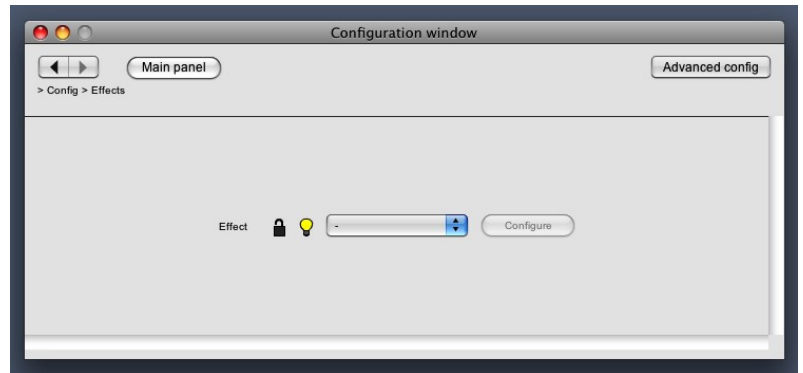 Configuration window
Main panel
Advanced config
> Config > Effects
Effect
-
Configure